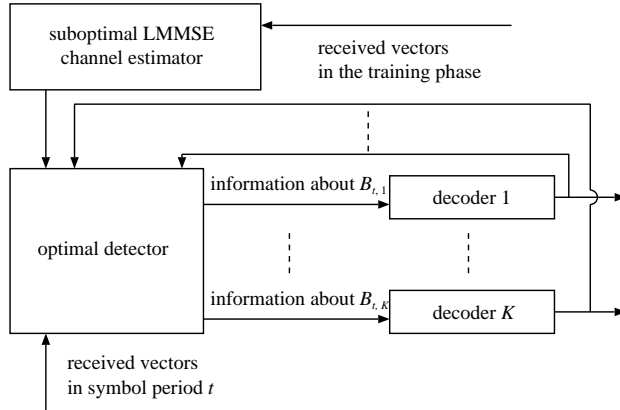 suboptimal LMMSE
channel estimator
received vectors
in the training phase
information about B_{t, 1}
decoder 1
optimal detector
information about B_{t, K}
decoder K
received vectors
in symbol period t